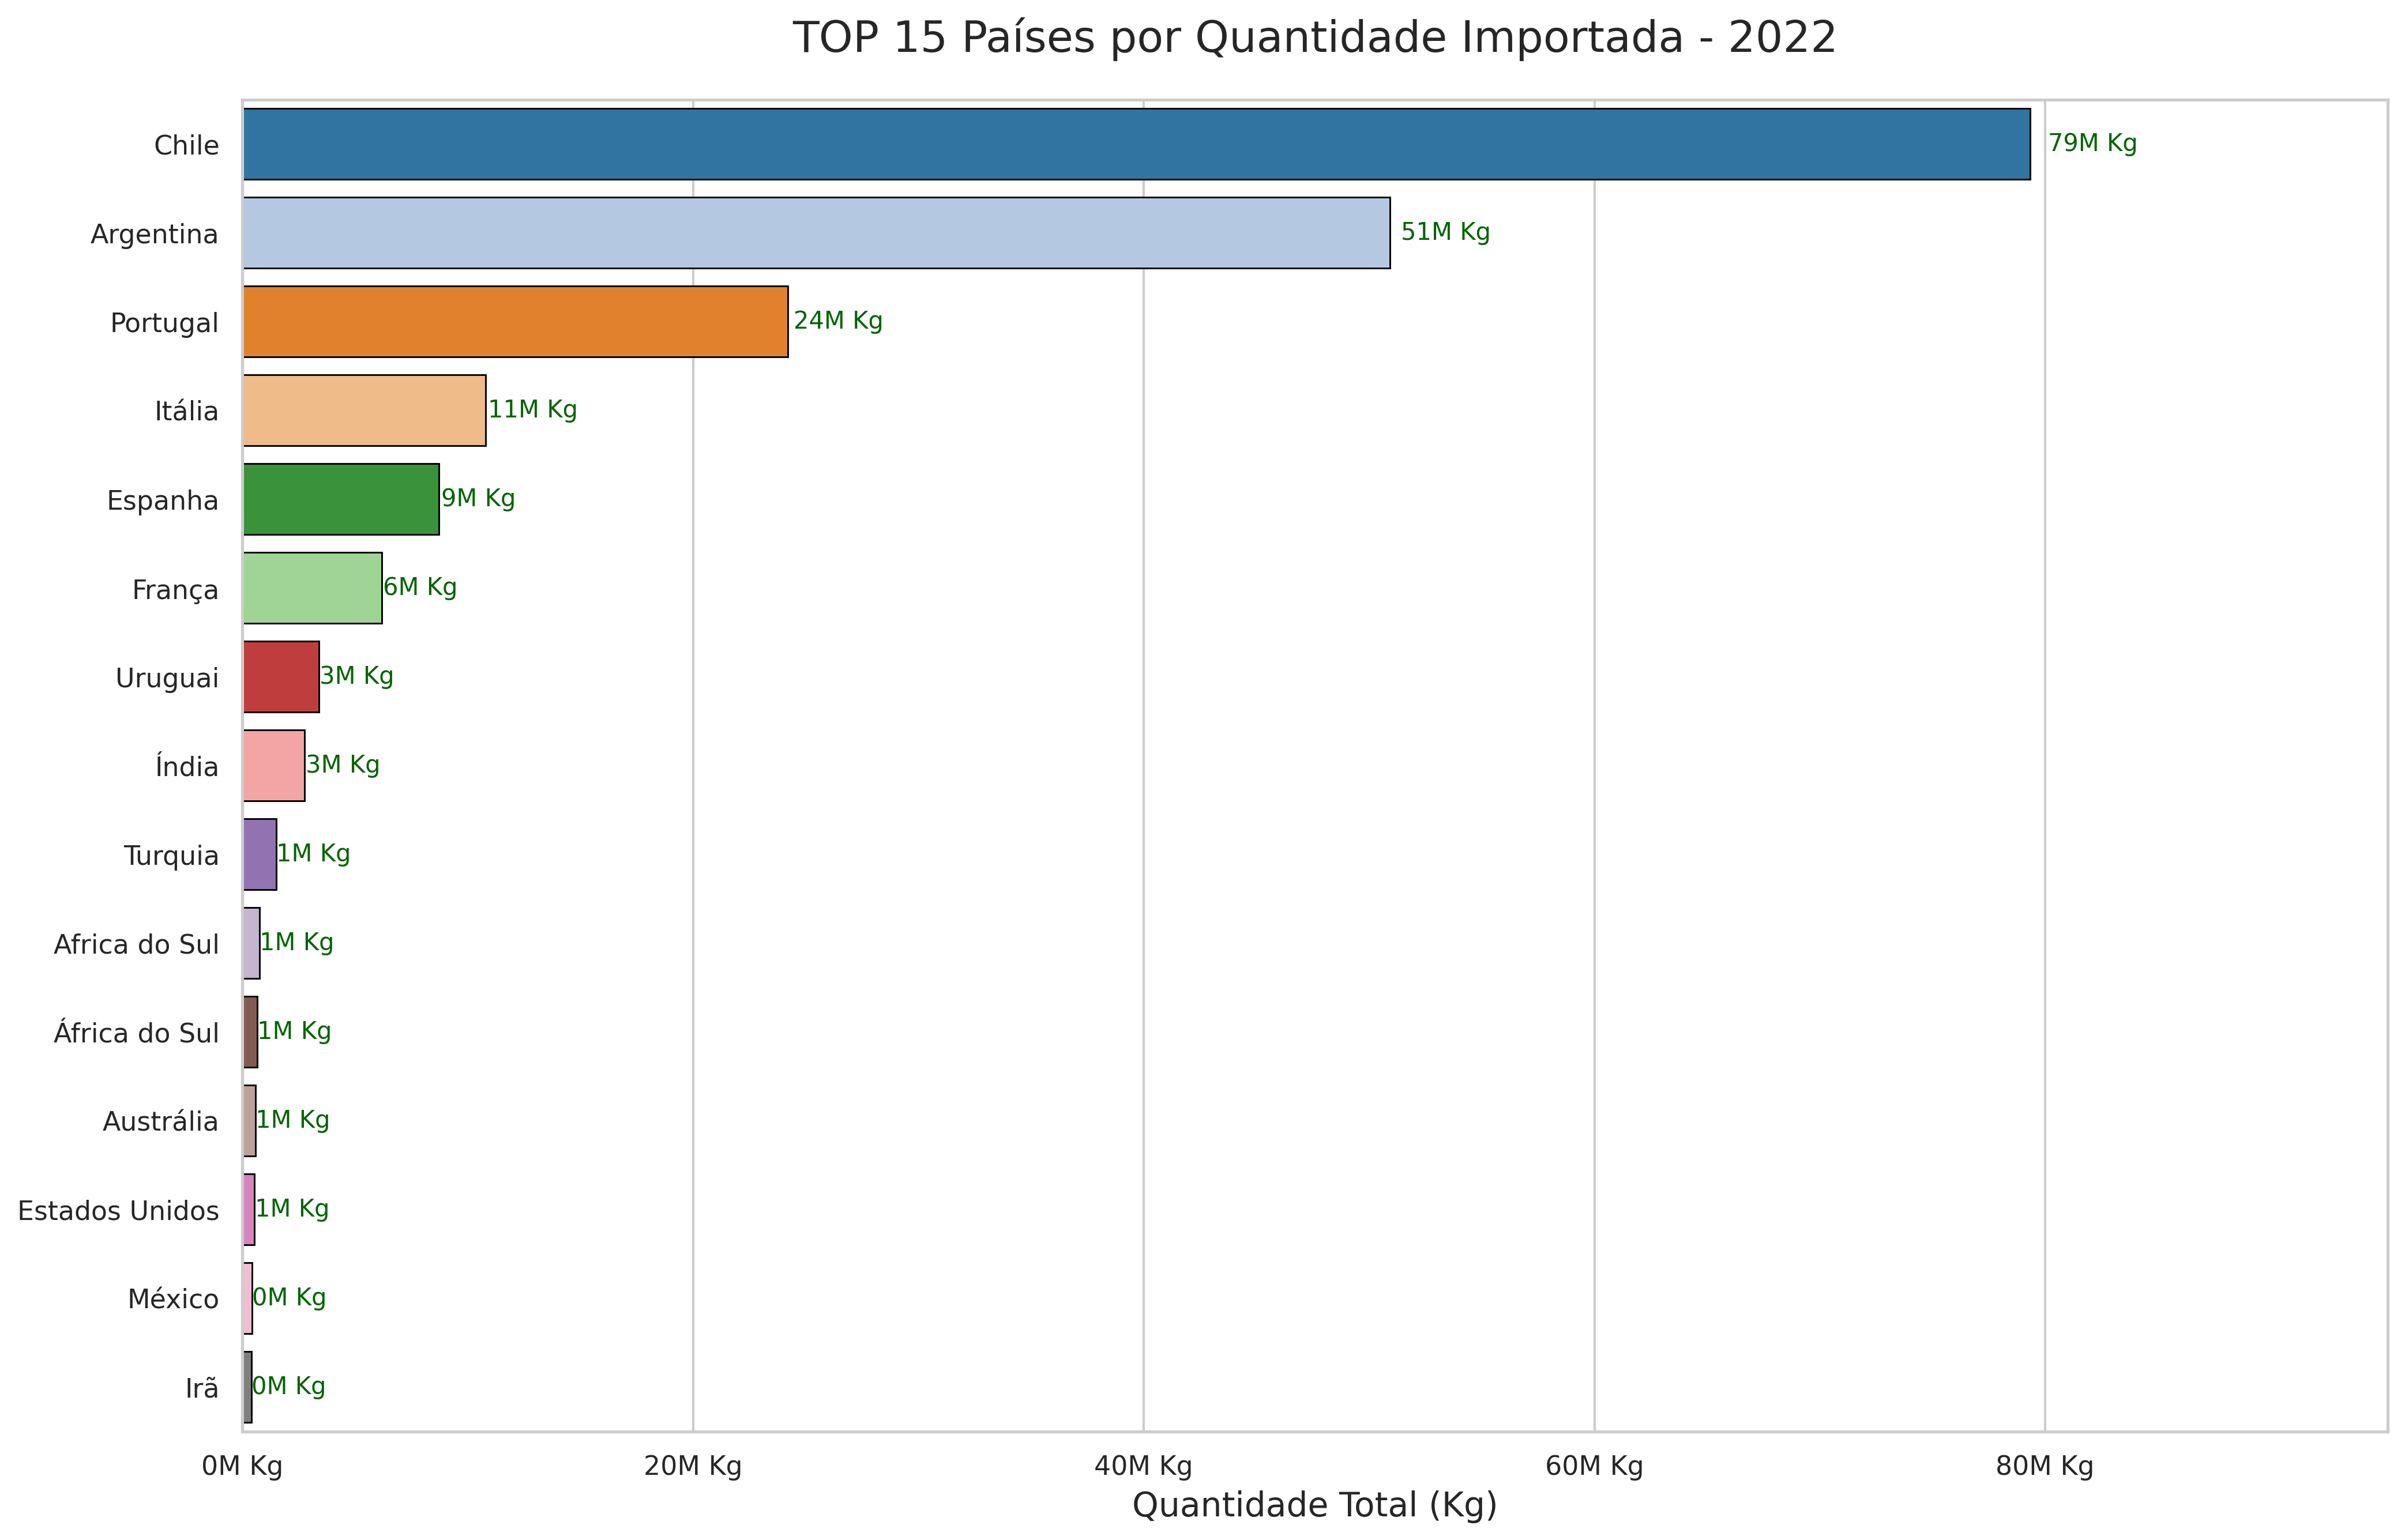 TOP 15 Países por Quantidade Importada - 2022
Chile 79M Kg
Argentina 51M Kg
Portugal 24M Kg
Itália 11M Kg
Espanha 9M Kg
França 6M Kg
Uruguai 3M Kg
Índia 3M Kg
Turquia 1M Kg
Africa do Sul 1M Kg
África do Sul 1M Kg
Austrália 1M Kg
Estados Unidos 1M Kg
México 0M Kg
Irã 0M Kg
0M Kg 20M Kg 40M Kg 60M Kg 80M Kg
Quantidade Total (Kg)